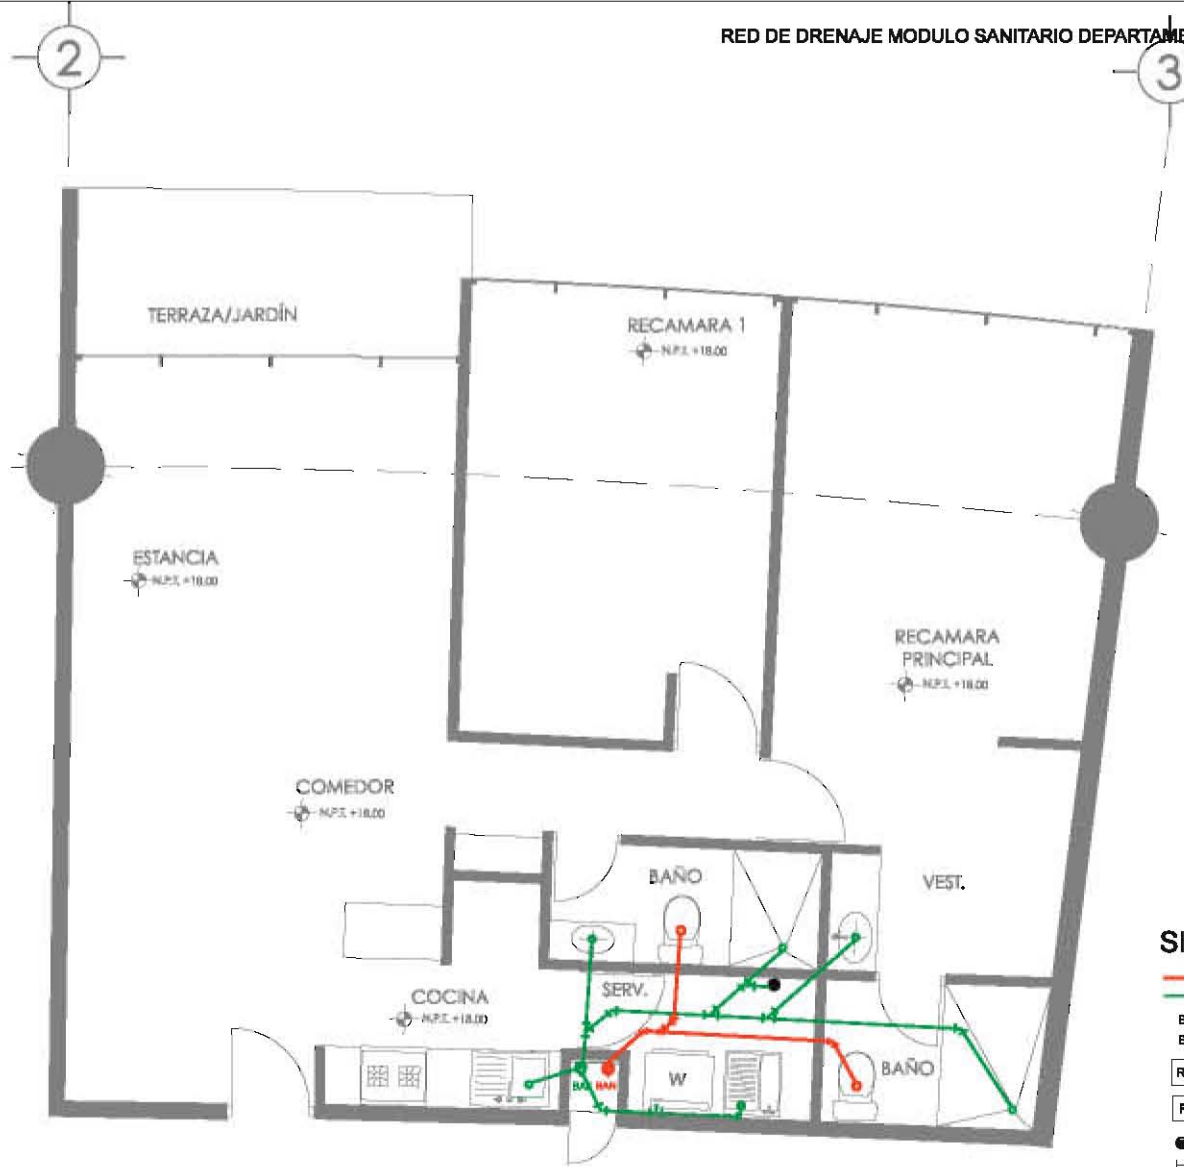 RED DE DRENAJE MODULO SANITARIO DEPARTAME
2
3
TERRAZA/JARDÍN
RECAMARA 1
N.P.T. +18.00
ESTANCIA
N.P.T. +18.00
RECAMARA
PRINCIPAL
N.P.T. +18.00
COMEDOR
N.P.T. +18.00
BAÑO
VEST.
COCINA
N.P.T. +18.00
SERV.
BAÑO
W
BAN